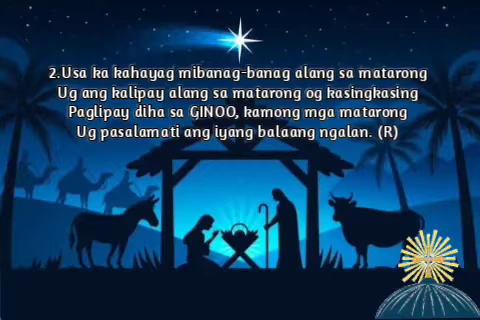 2.Usa ka kahayag mibanag-banag alang sa matarong
Ug ang kalipay alang sa matarong og kasingkasing
Paglipay diha sa GINOO, kamong mga matarong
Ug pasalamati ang iyang balaang ngalan. (R)